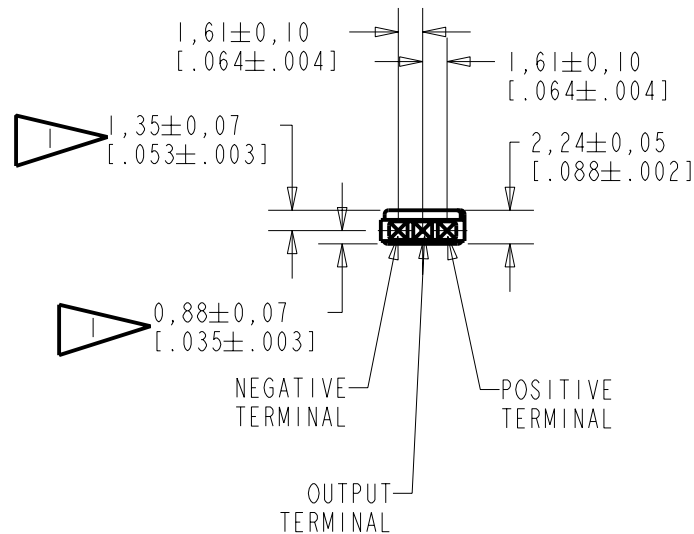 1,61±0,10
[.064±.004]
1,61±0,10
[.064±.004]
1
1,35±0,07
[.053±.003]
2,24±0,05
[.088±.002]
1
0,88±0,07
[.035±.003]
NEGATIVE
TERMINAL
POSITIVE
TERMINAL
OUTPUT
TERMINAL